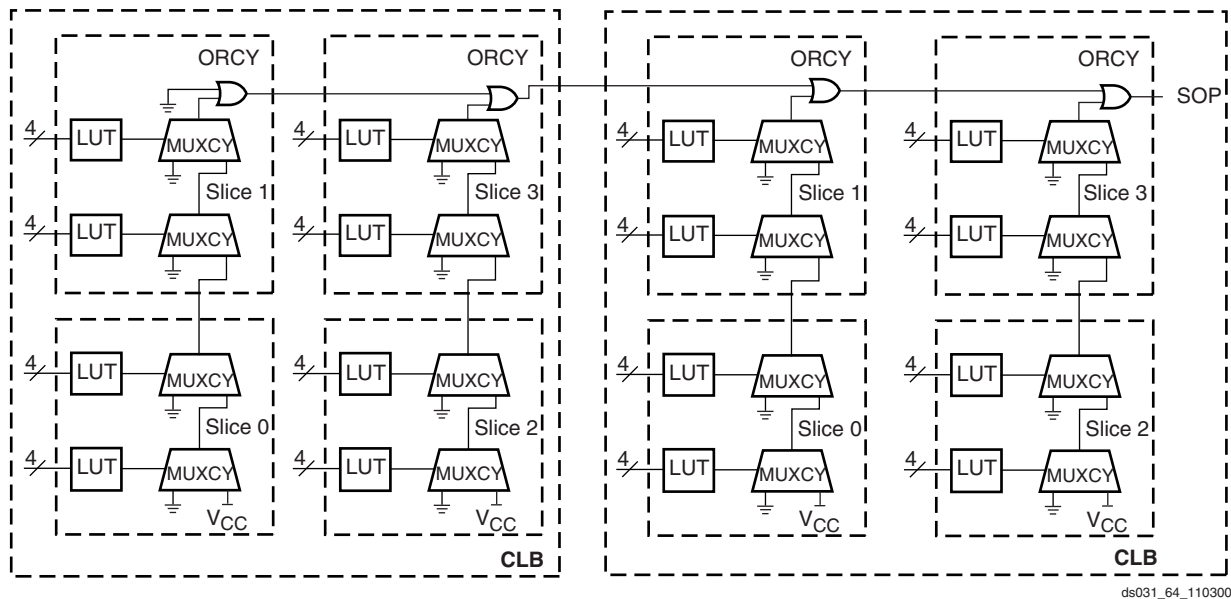 ORCY ORCY ORCY ORCY
SOP
4 LUT MUXCY 4 LUT MUXCY 4 LUT MUXCY 4 LUT MUXCY
Slice 1 Slice 3 Slice 1 Slice 3
4 LUT MUXCY 4 LUT MUXCY 4 LUT MUXCY 4 LUT MUXCY
4 LUT MUXCY 4 LUT MUXCY 4 LUT MUXCY 4 LUT MUXCY
Slice 0 Slice 2 Slice 0 Slice 2
4 LUT MUXCY 4 LUT MUXCY 4 LUT MUXCY 4 LUT MUXCY
VCC VCC VCC VCC
CLB CLB
ds031_64_110300